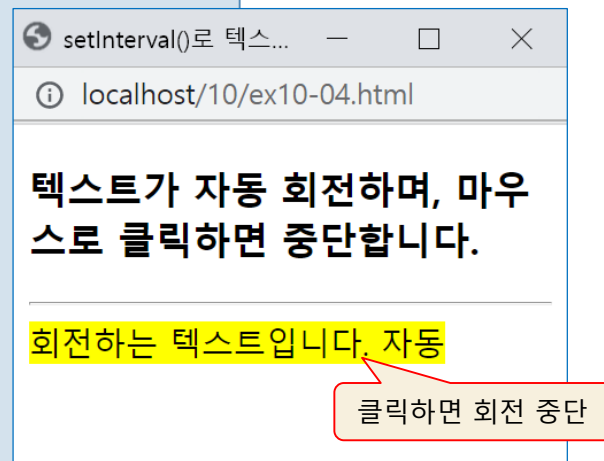 setInterval()로 텍스...
localhost/10/ex10-04.html
텍스트가 자동 회전하며, 마우
스로 클릭하면 중단합니다.
회전하는 텍스트입니다. 자동
클릭하면 회전 중단